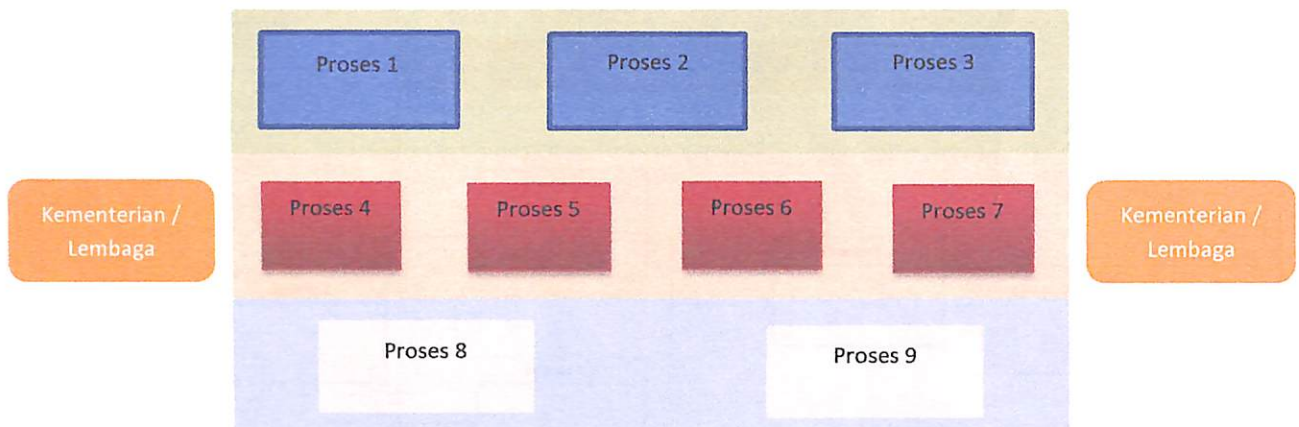 Proses 1
Proses 2
Proses 3
Kementerian /
Lembaga
Proses 4
Proses 5
Proses 6
Proses 7
Kementerian /
Lembaga
Proses 8
Proses 9